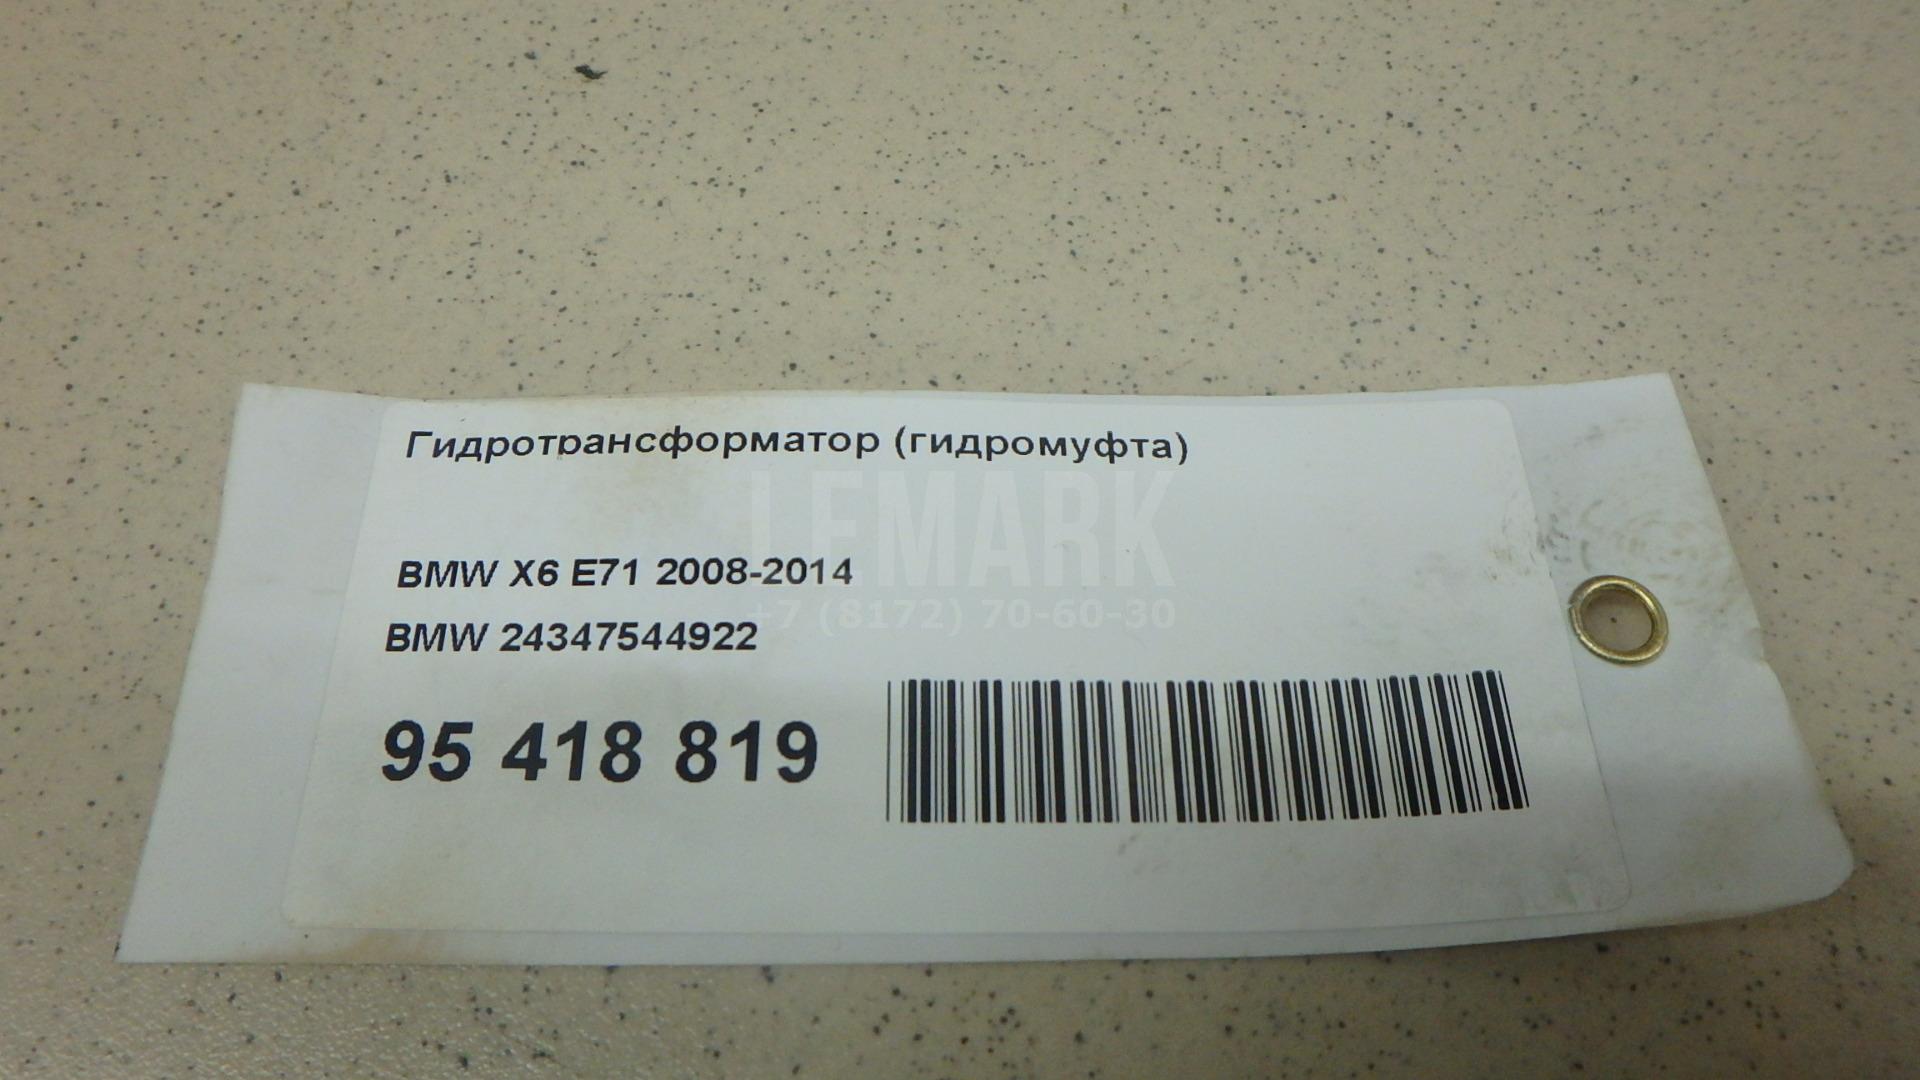 Гидротрансформатор (гидромуфта)
LEMARK
BMW X6 E71 2008-2014
+7 (8172) 70-60-30
BMW 24347544922
95 418 819